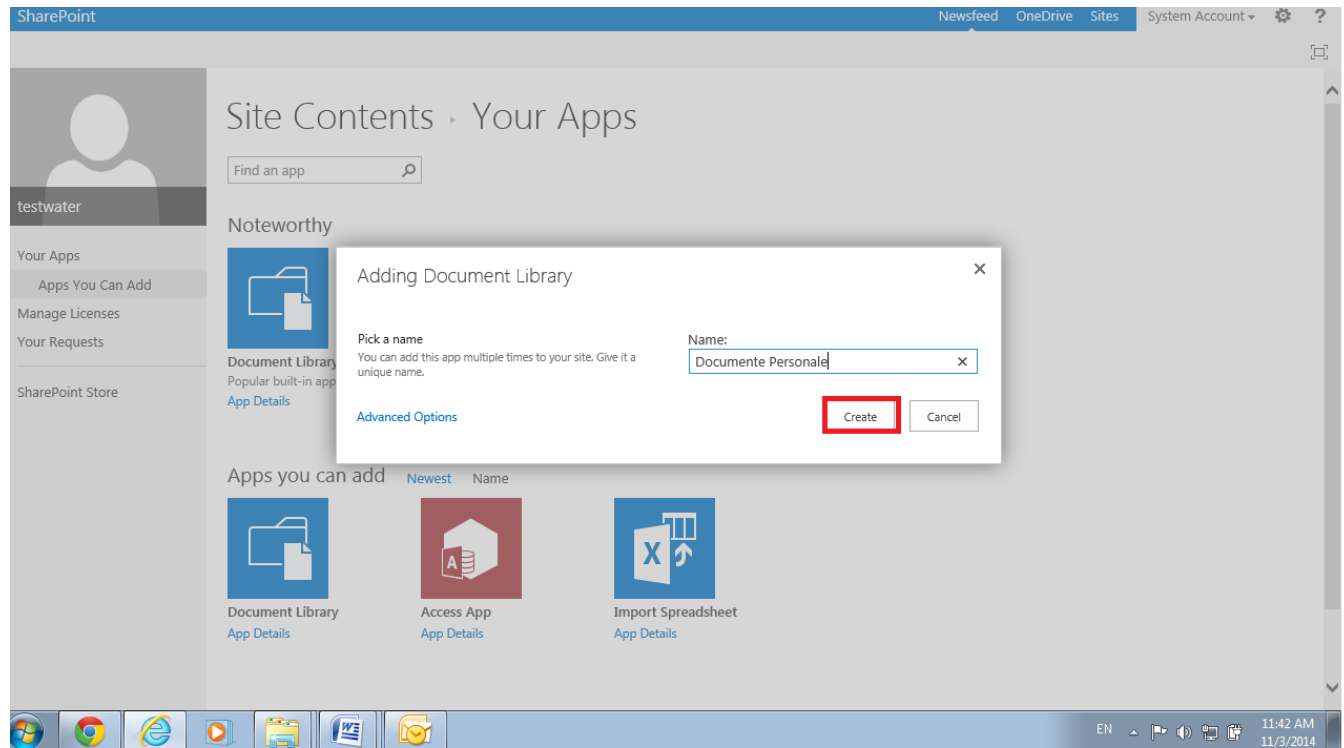 SharePoint
Newsfeed OneDrive Sites System Account ?
testwater
Your Apps
Apps You Can Add
Manage Licenses
Your Requests
SharePoint Store
Site Contents Your Apps
Find an app
Noteworthy
Document Library
Popular built-in app
App Details
Adding Document Library
Pick a name
You can add this app multiple times to your site. Give it a
unique name.
Name:
Documente Personale
Advanced Options
Create Cancel
Apps you can add Newest Name
Document Library
App Details
Access App
App Details
Import Spreadsheet
App Details
EN
11:42 AM
11/3/2014